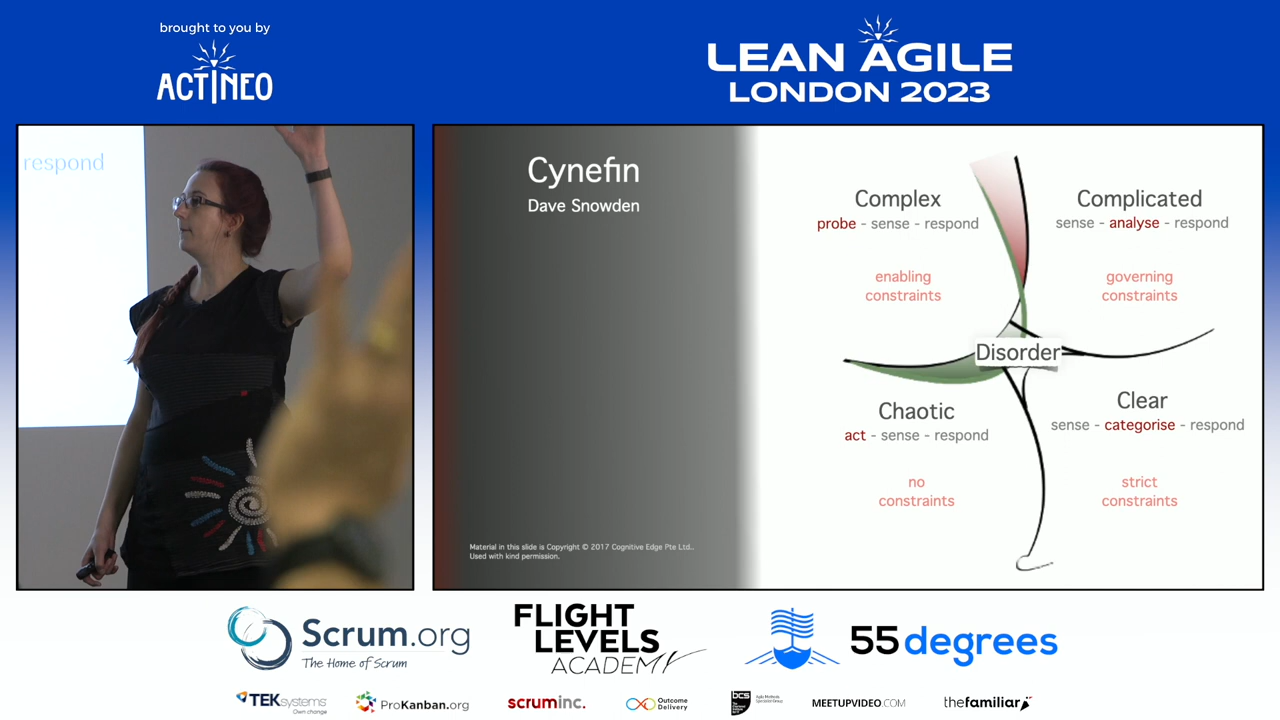 brought to you by
ACTINEO
LEAN AGILE
LONDON 2023
respond
Cynefin
Dave Snowden
Material in this slide is Copyright © 2017 Cognitive Edge Pte Ltd..
Used with kind permission.
Complex
probe - sense - respond
enabling
constraints
Complicated
sense - analyse - respond
governing
constraints
Disorder
Chaotic
act - sense - respond
no
constraints
Clear
sense - categorise - respond
strict
constraints
Scrum.org
The Home of Scrum
FLIGHT
LEVELS
ACADEMY
55 degrees
TEKsystems
Own change
ProKanban.org
scruminc.
Outcome
Delivery
bcs
MEETUPVIDEO.COM
thefamiliar